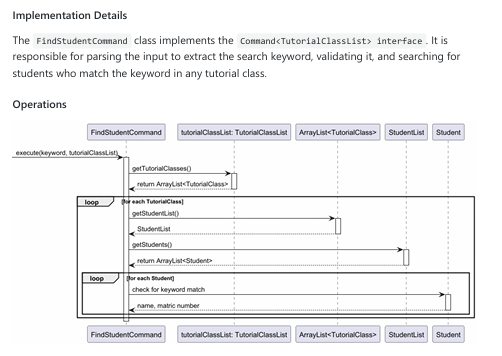 Implementation Details
The FindStudentCommand class implements the Command<TutorialClassList> interface. It is
responsible for parsing the input to extract the search keyword, validating it, and searching for
students who match the keyword in any tutorial class.
Operations
FindStudentCommand tutorialClassList: TutorialClassList ArrayList<TutorialClass> StudentList Student
execute(keyword, tutorialClassList)
getTutorialClasses()
return ArrayList<TutorialClass>
loop [for each TutorialClass]
getStudentList()
StudentList
getStudents()
return ArrayList<Student>
loop [for each Student]
check for keyword match
name, matric number
FindStudentCommand tutorialClassList: TutorialClassList ArrayList<TutorialClass> StudentList Student